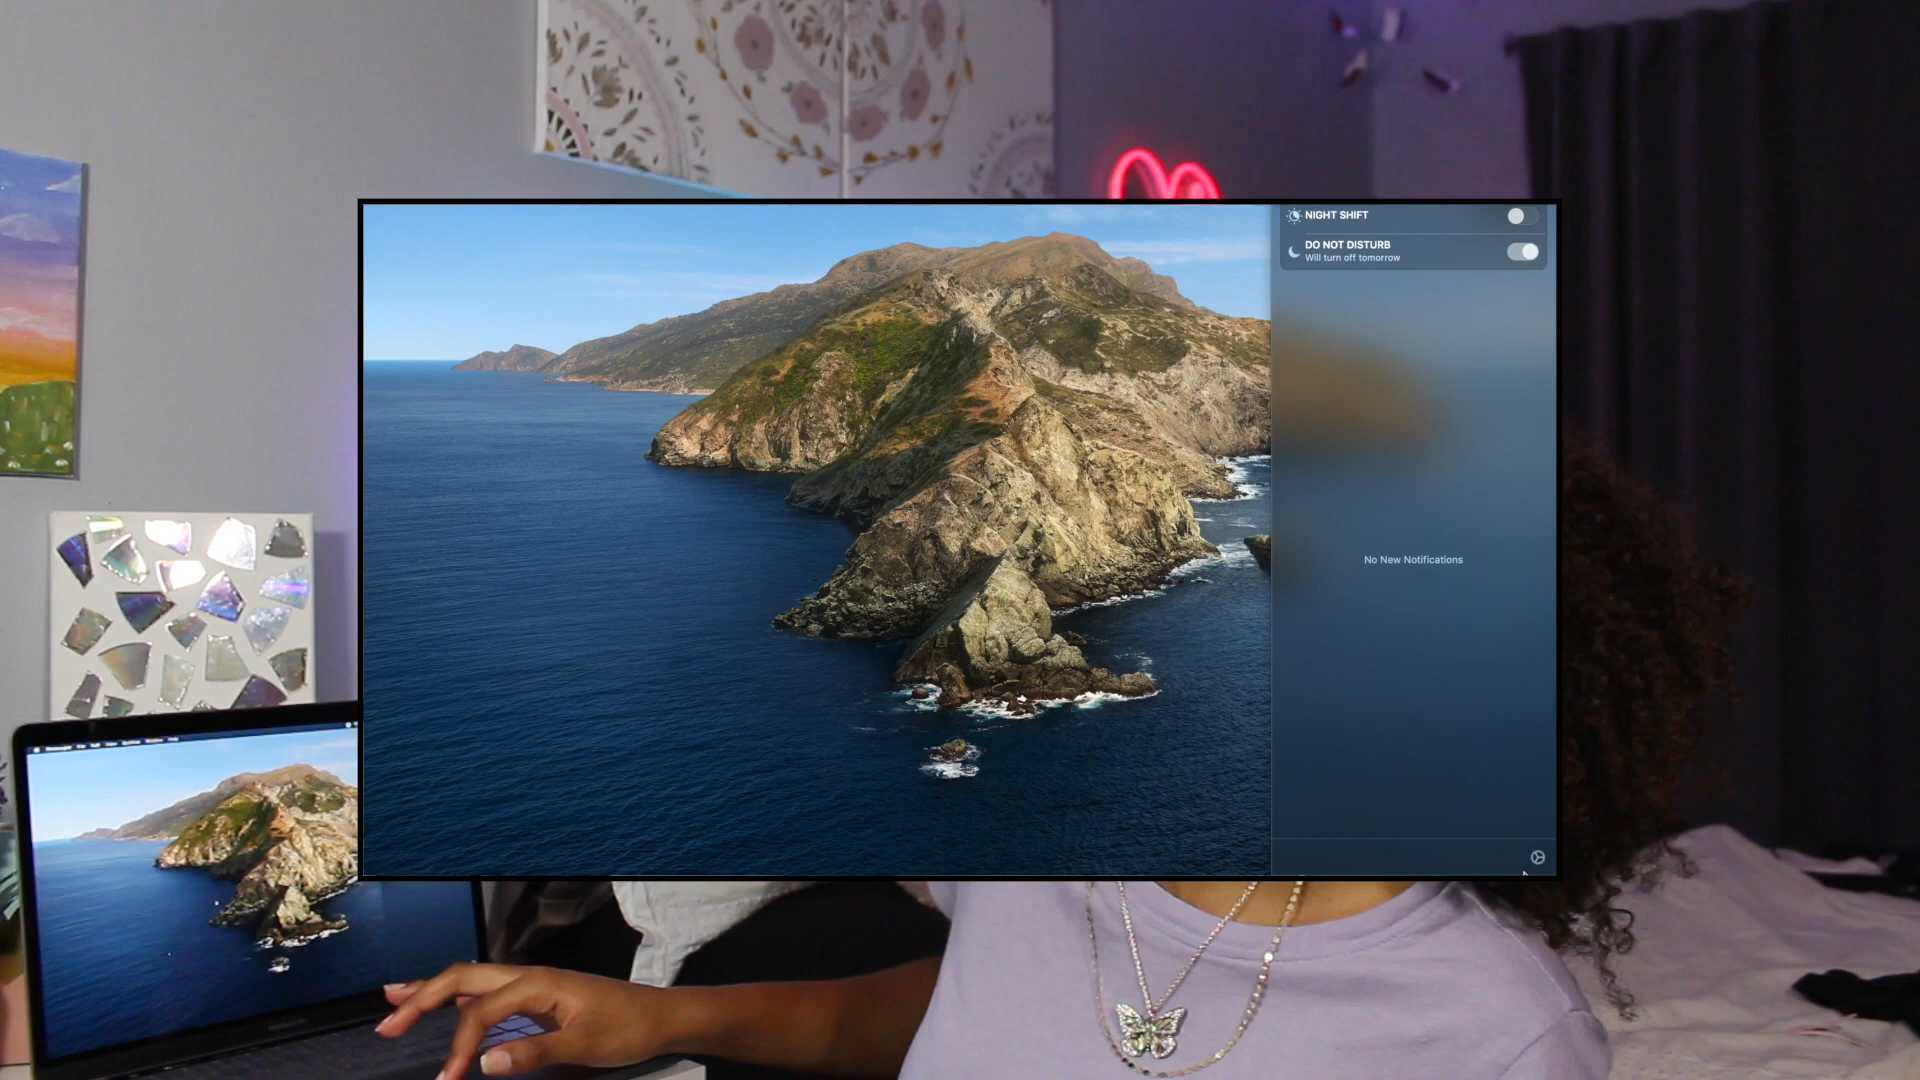 NIGHT SHIFT
DO NOT DISTURB
Will turn off tomorrow
No New Notifications